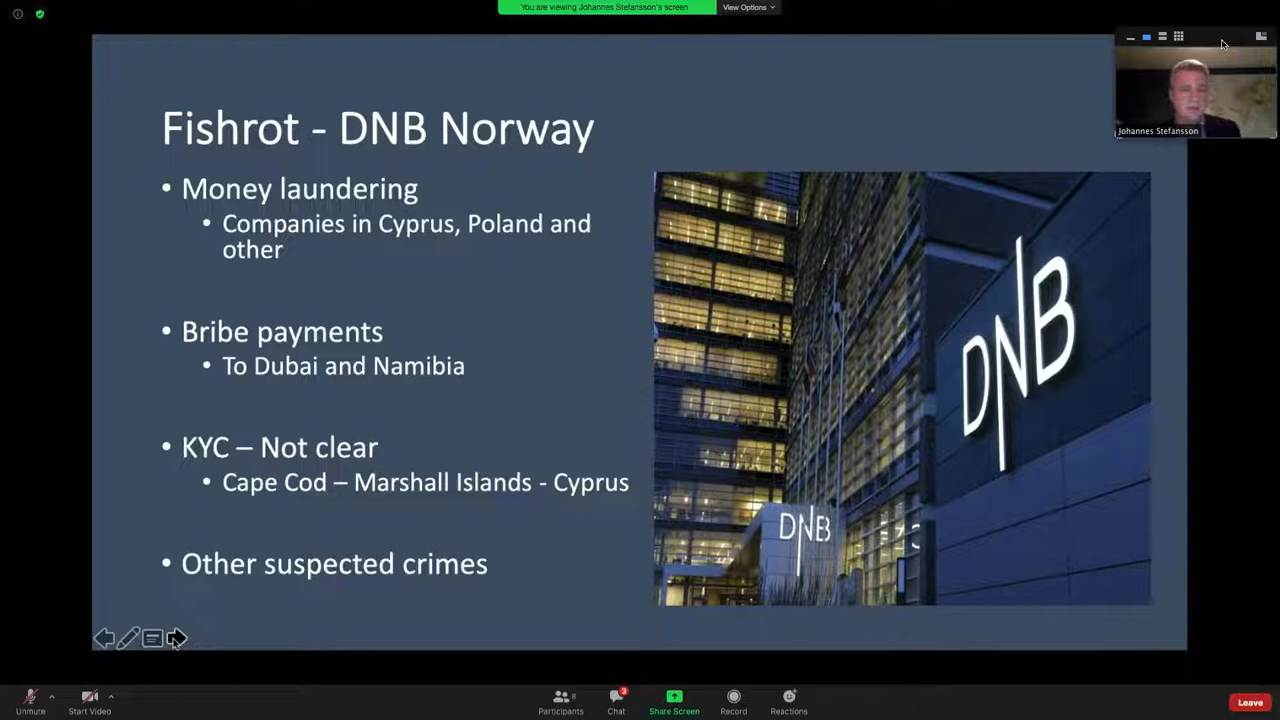 You are viewing Johannes Stefansson's screen
View Options
Johannes Stefansson
Fishrot - DNB Norway
• Money laundering
• Companies in Cyprus, Poland and
other
• Bribe payments
• To Dubai and Namibia
• KYC – Not clear
• Cape Cod – Marshall Islands - Cyprus
• Other suspected crimes
DNB
DNB
Unmute
Start Video
Participants
8
Chat
3
Share Screen
Record
Reactions
Leave